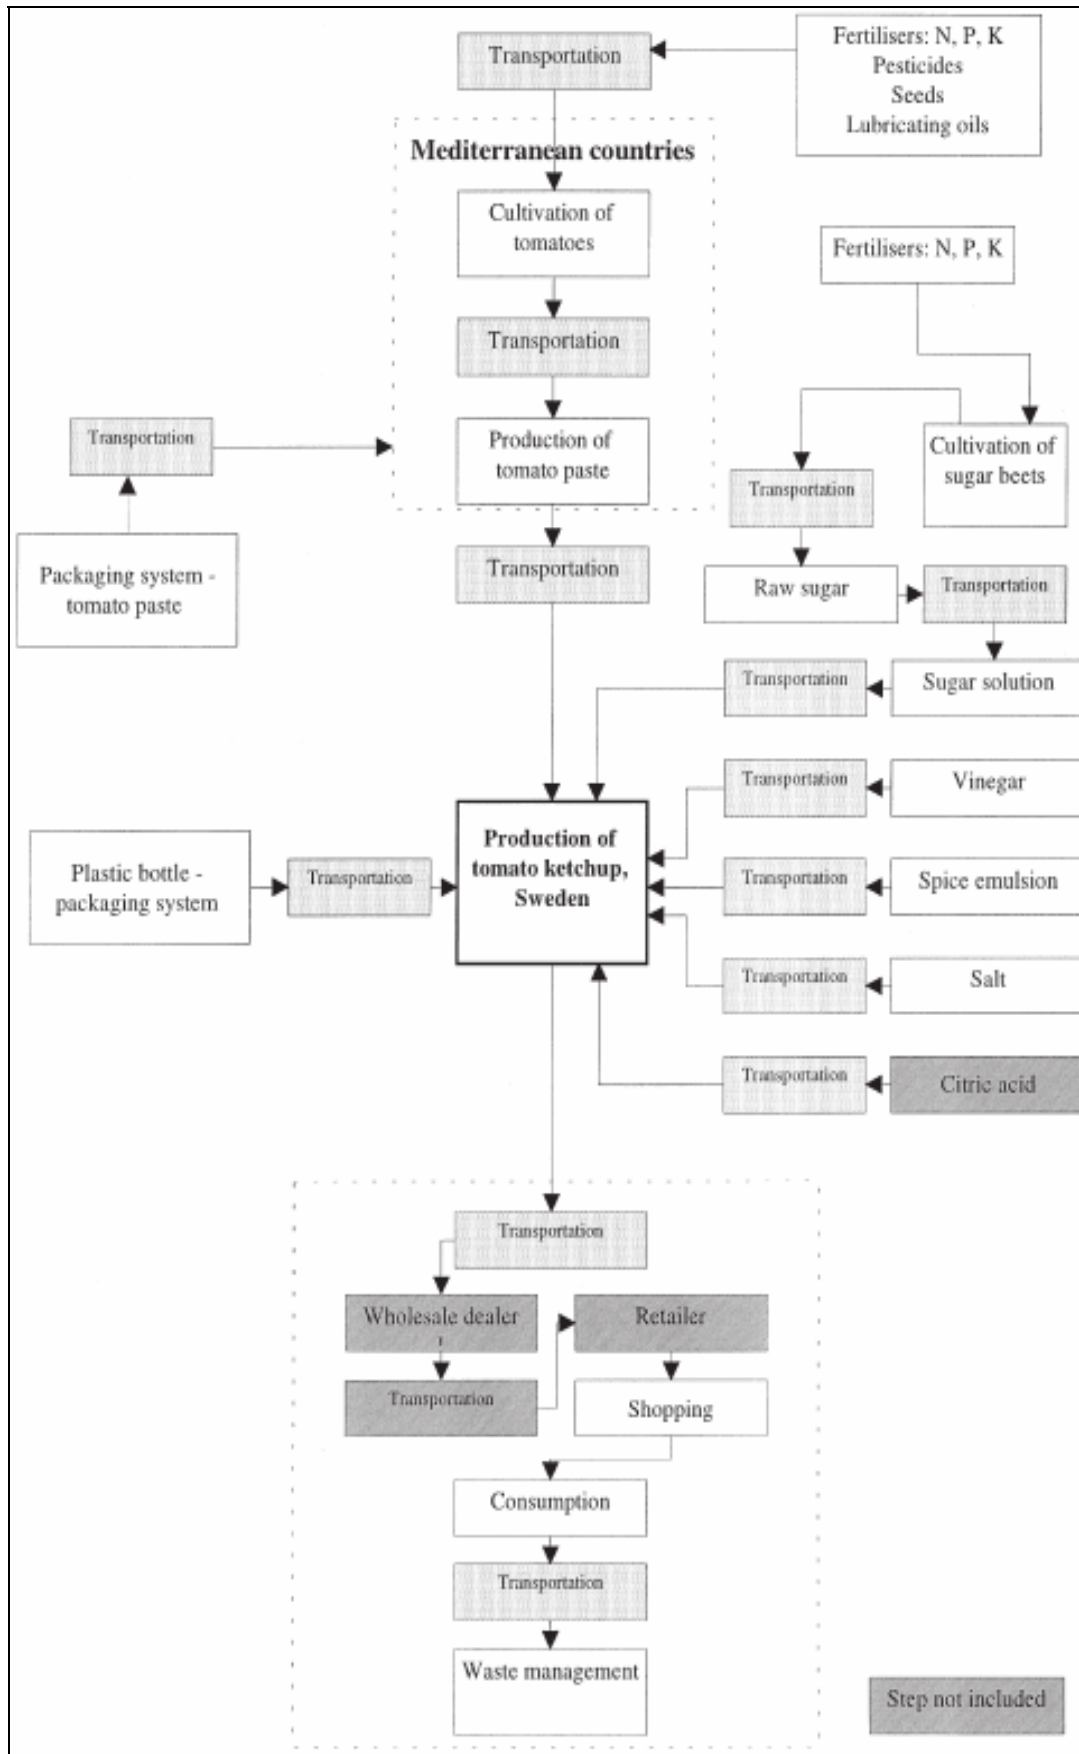 Transportation
Fertilisers: N, P, K
Pesticides
Seeds
Lubricating oils
Mediterranean countries
Cultivation of
tomatoes
Fertilisers: N, P, K
Transportation
Transportation
Production of
tomato paste
Cultivation of
sugar beets
Transportation
Packaging system -
tomato paste
Transportation
Raw sugar
Transportation
Transportation
Sugar solution
Transportation
Vinegar
Plastic bottle -
packaging system
Transportation
Production of
tomato ketchup,
Sweden
Transportation
Spice emulsion
Transportation
Salt
Transportation
Citric acid
Transportation
Wholesale dealer
Retailer
Transportation
Shopping
Consumption
Transportation
Waste management
Step not included